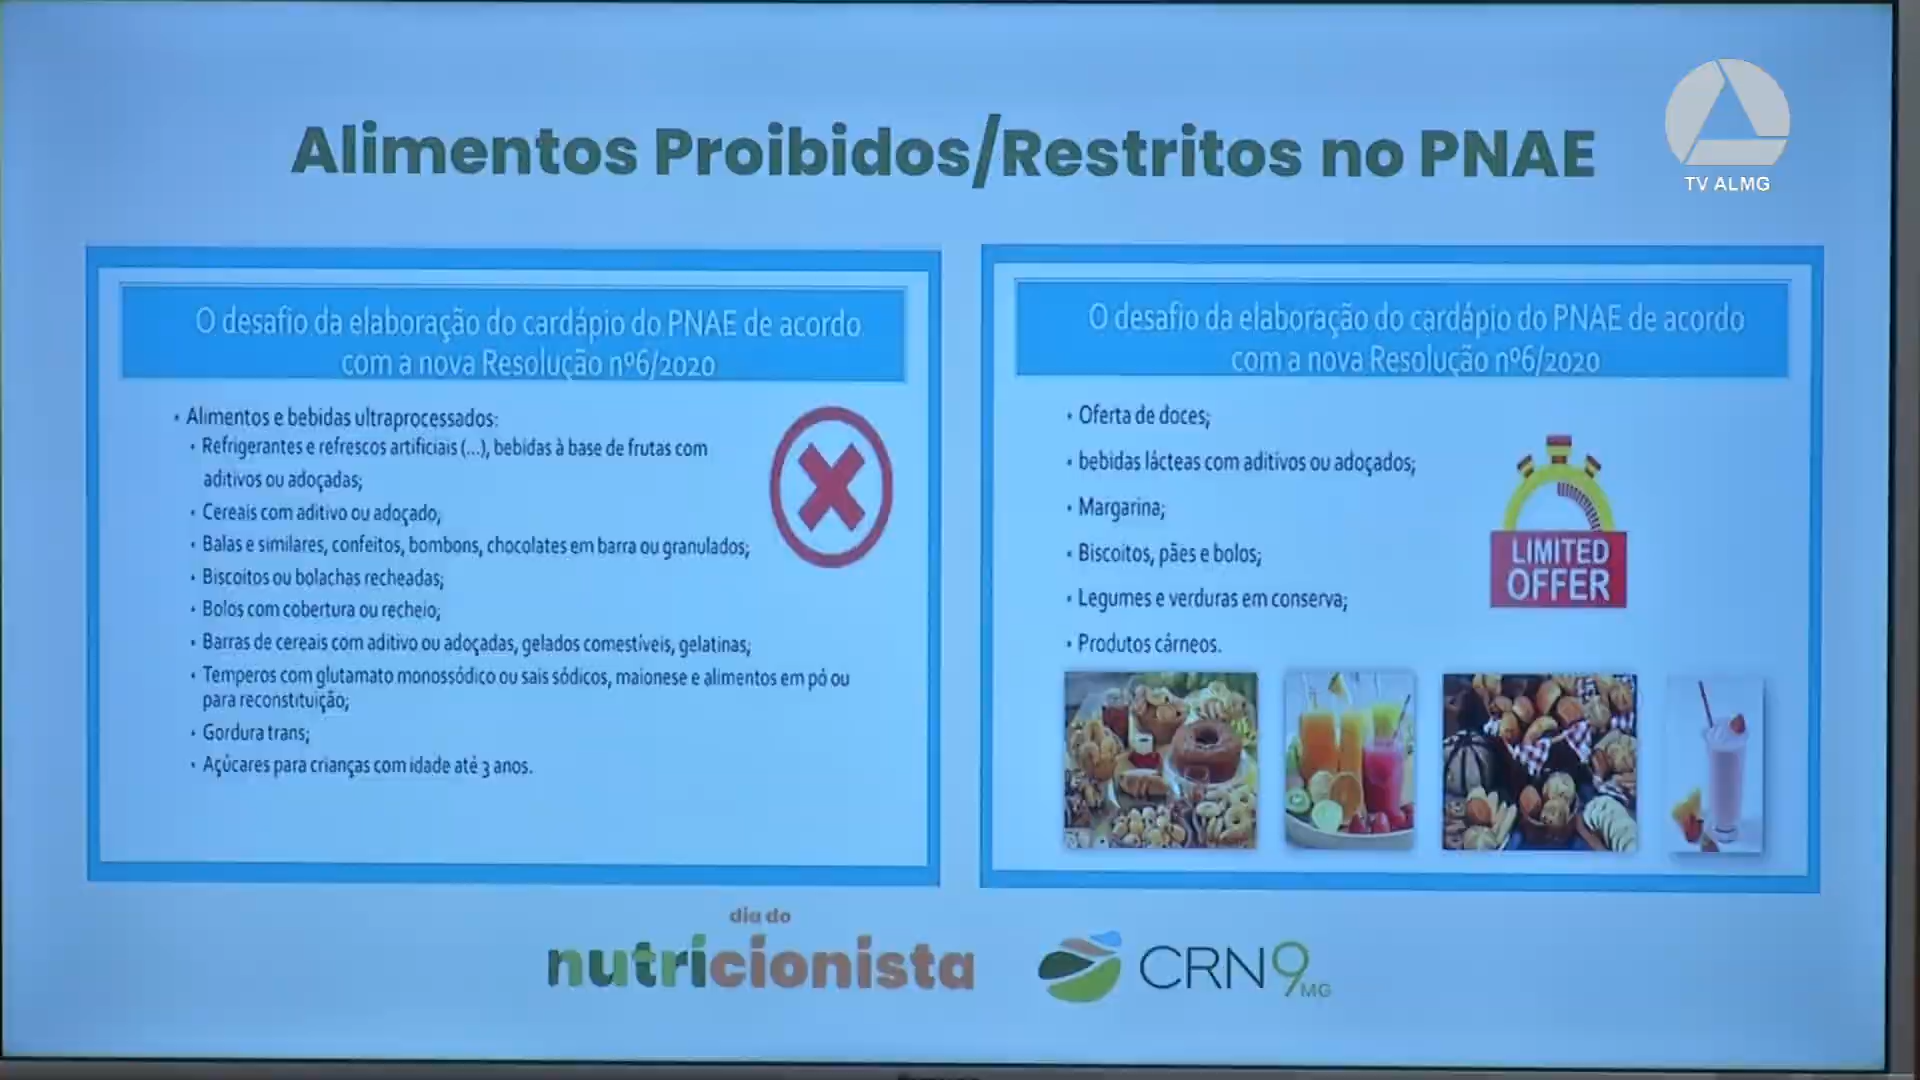 Alimentos Proibidos/Restritos no PNAE
TV ALMG
O desafio da elaboração do cardápio do PNAE de acordo
com a nova Resolução nº6/2020
• Alimentos e bebidas ultraprocessados:
• Refrigerantes e refrescos artificiais (...), bebidas à base de frutas com
aditivos ou adoçadas;
• Cereais com aditivo ou adoçado;
• Balas e similares, confeitos, bombons, chocolates em barra ou granulados;
• Biscoitos ou bolachas recheadas;
• Bolos com cobertura ou recheio;
• Barras de cereais com aditivo ou adoçadas, gelados comestíveis, gelatinas;
• Temperos com glutamato monossódico ou sais sódicos, maionese e alimentos em pó ou
para reconstituição;
• Gordura trans;
• Açúcares para crianças com idade até 3 anos.
O desafio da elaboração do cardápio do PNAE de acordo
com a nova Resolução nº6/2020
• Oferta de doces;
• bebidas lácteas com aditivos ou adoçados;
• Margarina;
• Biscoitos, pães e bolos;
• Legumes e verduras em conserva;
• Produtos cárneos.
LIMITED
OFFER
dia do
nutricionista
CRN9
MG